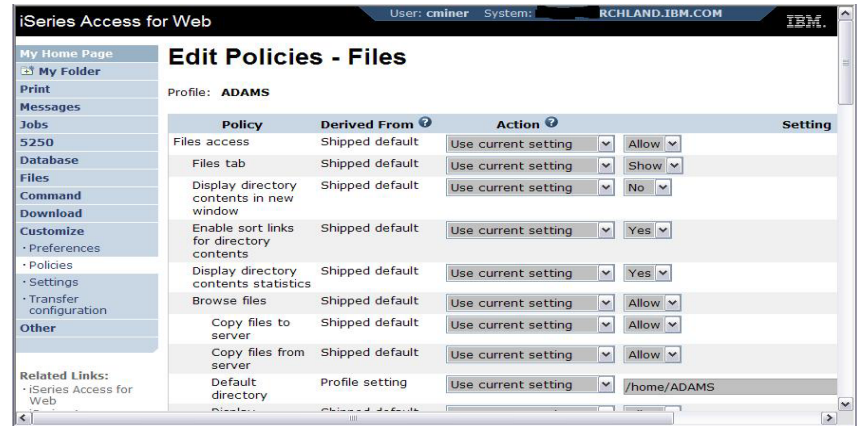 iSeries Access for Web
User: cminer System: RCHLAND.IBM.COM
IBM.
My Home Page
My Folder
Print
Messages
Jobs
5250
Database
Files
Command
Download
Customize
· Preferences
· Policies
· Settings
· Transfer
configuration
Other
Related Links:
· iSeries Access for
Web
Edit Policies - Files
Profile: ADAMS
Policy Derived From ? Action ? Setting
Files access Shipped default Use current setting Allow
Files tab Shipped default Use current setting Show
Display directory Shipped default Use current setting No
contents in new
window
Enable sort links Shipped default Use current setting Yes
for directory
contents
Display directory Shipped default Use current setting Yes
contents statistics
Browse files Shipped default Use current setting Allow
Copy files to Shipped default Use current setting Allow
server
Copy files from Shipped default Use current setting Allow
server
Default Profile setting Use current setting /home/ADAMS
directory